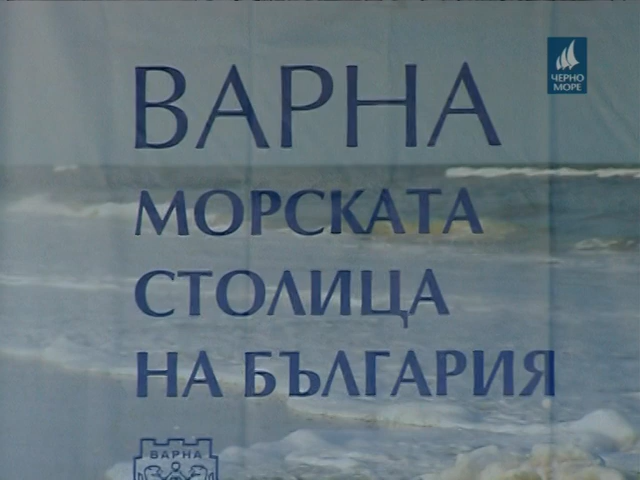 ЧЕРНО
МОРЕ
ВАРНА
МОРСКАТА
СТОЛИЦА
НА БЪЛГАРИЯ
ВАРНА